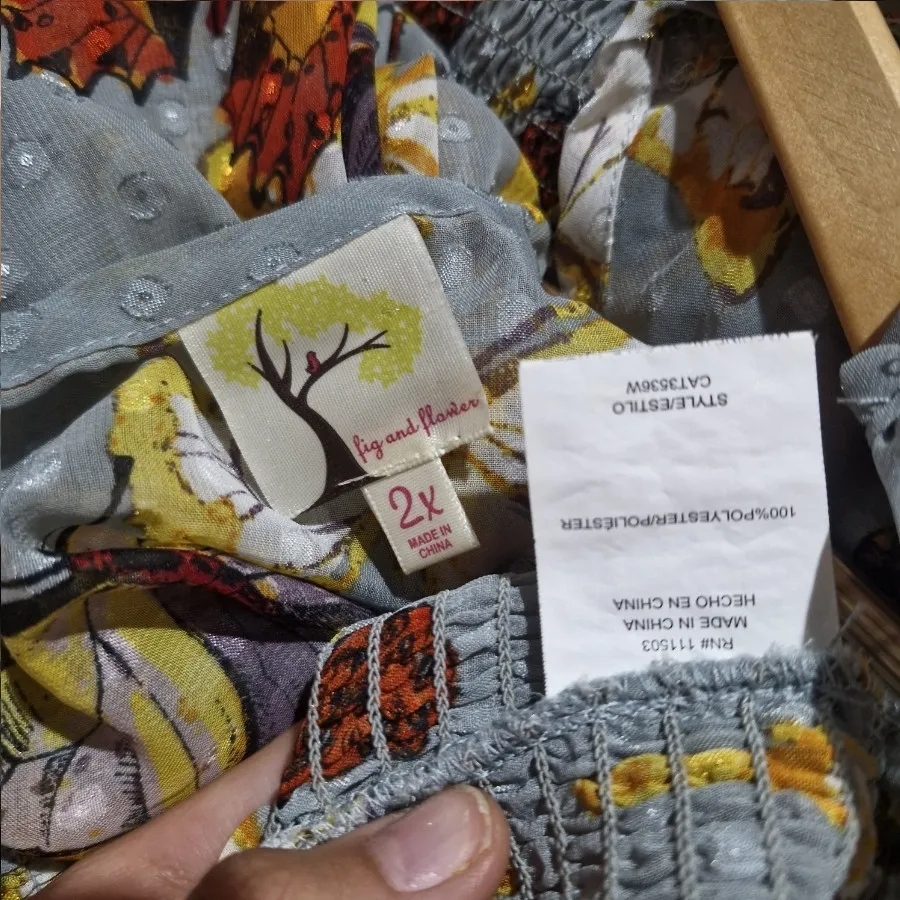 fig and flower
2x
MADE IN
CHINA
RN# 111503
MADE IN CHINA
HECHO EN CHINA
100%POLYESTER/POLIÉSTER
STYLE/ESTILO
CAT3536W